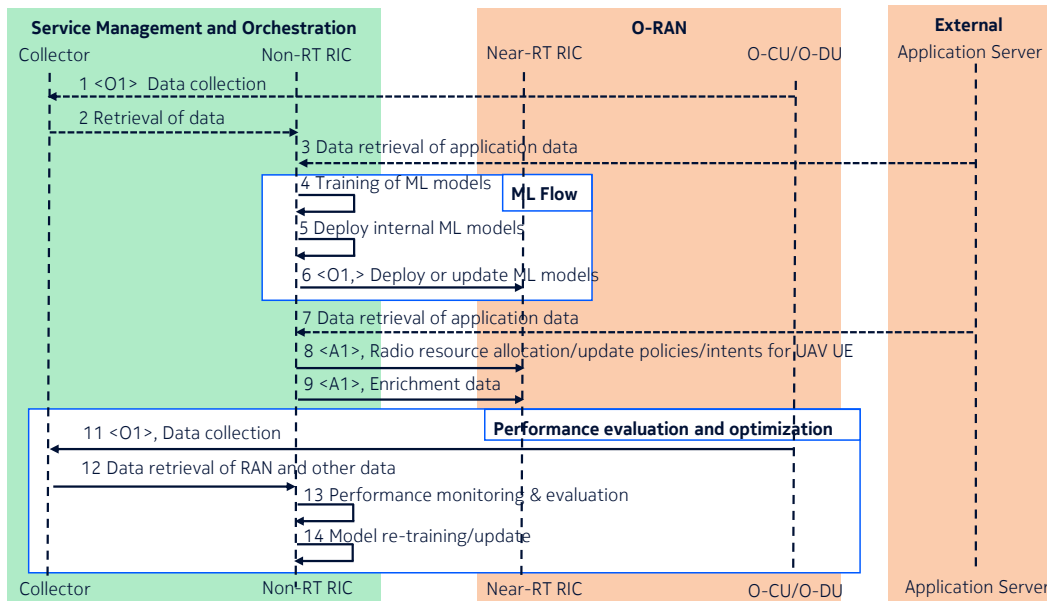 Service Management and Orchestration
O-RAN
External
Collector
Non-RT RIC
Near-RT RIC
O-CU/O-DU
Application Server
1 <O1> Data collection
2 Retrieval of data
3 Data retrieval of application data
4 Training of ML models
ML Flow
5 Deploy internal ML models
6 <O1,> Deploy or update ML models
7 Data retrieval of application data
8 <A1>, Radio resource allocation/update policies/intents for UAV UE
9 <A1>, Enrichment data
Performance evaluation and optimization
11 <O1>, Data collection
12 Data retrieval of RAN and other data
13 Performance monitoring & evaluation
14 Model re-training/update
Collector
Non-RT RIC
Near-RT RIC
O-CU/O-DU
Application Server